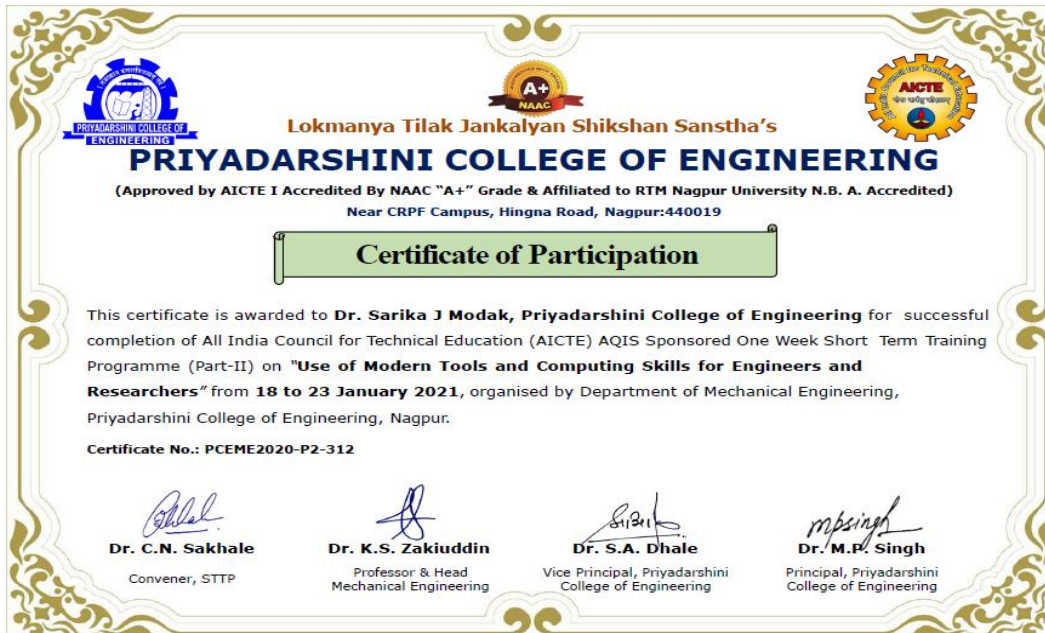 PRIYADARSHINI COLLEGE OF
ENGINEERING
A+
NAAC
All India Council for Technical Education
AICTE
Lokmanya Tilak Jankalyan Shikshan Sanstha's
PRIYADARSHINI COLLEGE OF ENGINEERING
(Approved by AICTE I Accredited By NAAC "A+" Grade & Affiliated to RTM Nagpur University N.B. A. Accredited)
Near CRPF Campus, Hingna Road, Nagpur:440019
Certificate of Participation
This certificate is awarded to Dr. Sarika J Modak, Priyadarshini College of Engineering for successful
completion of All India Council for Technical Education (AICTE) AQIS Sponsored One Week Short Term Training
Programme (Part-II) on "Use of Modern Tools and Computing Skills for Engineers and
Researchers" from 18 to 23 January 2021, organised by Department of Mechanical Engineering,
Priyadarshini College of Engineering, Nagpur.
Certificate No.: PCEME2020-P2-312
mpsingh
Dr. C.N. Sakhale
Convener, STTP
Dr. K.S. Zakiuddin
Professor & Head
Mechanical Engineering
Dr. S.A. Dhale
Vice Principal, Priyadarshini
College of Engineering
Dr. M.P. Singh
Principal, Priyadarshini
College of Engineering